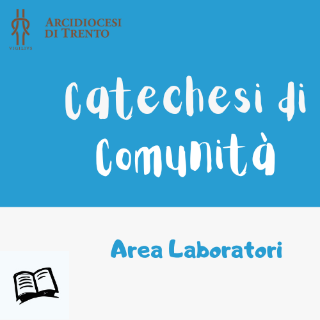 ARCIDIOCESI
DI TRENTO
Catechesi di
Comunità
Area Laboratori